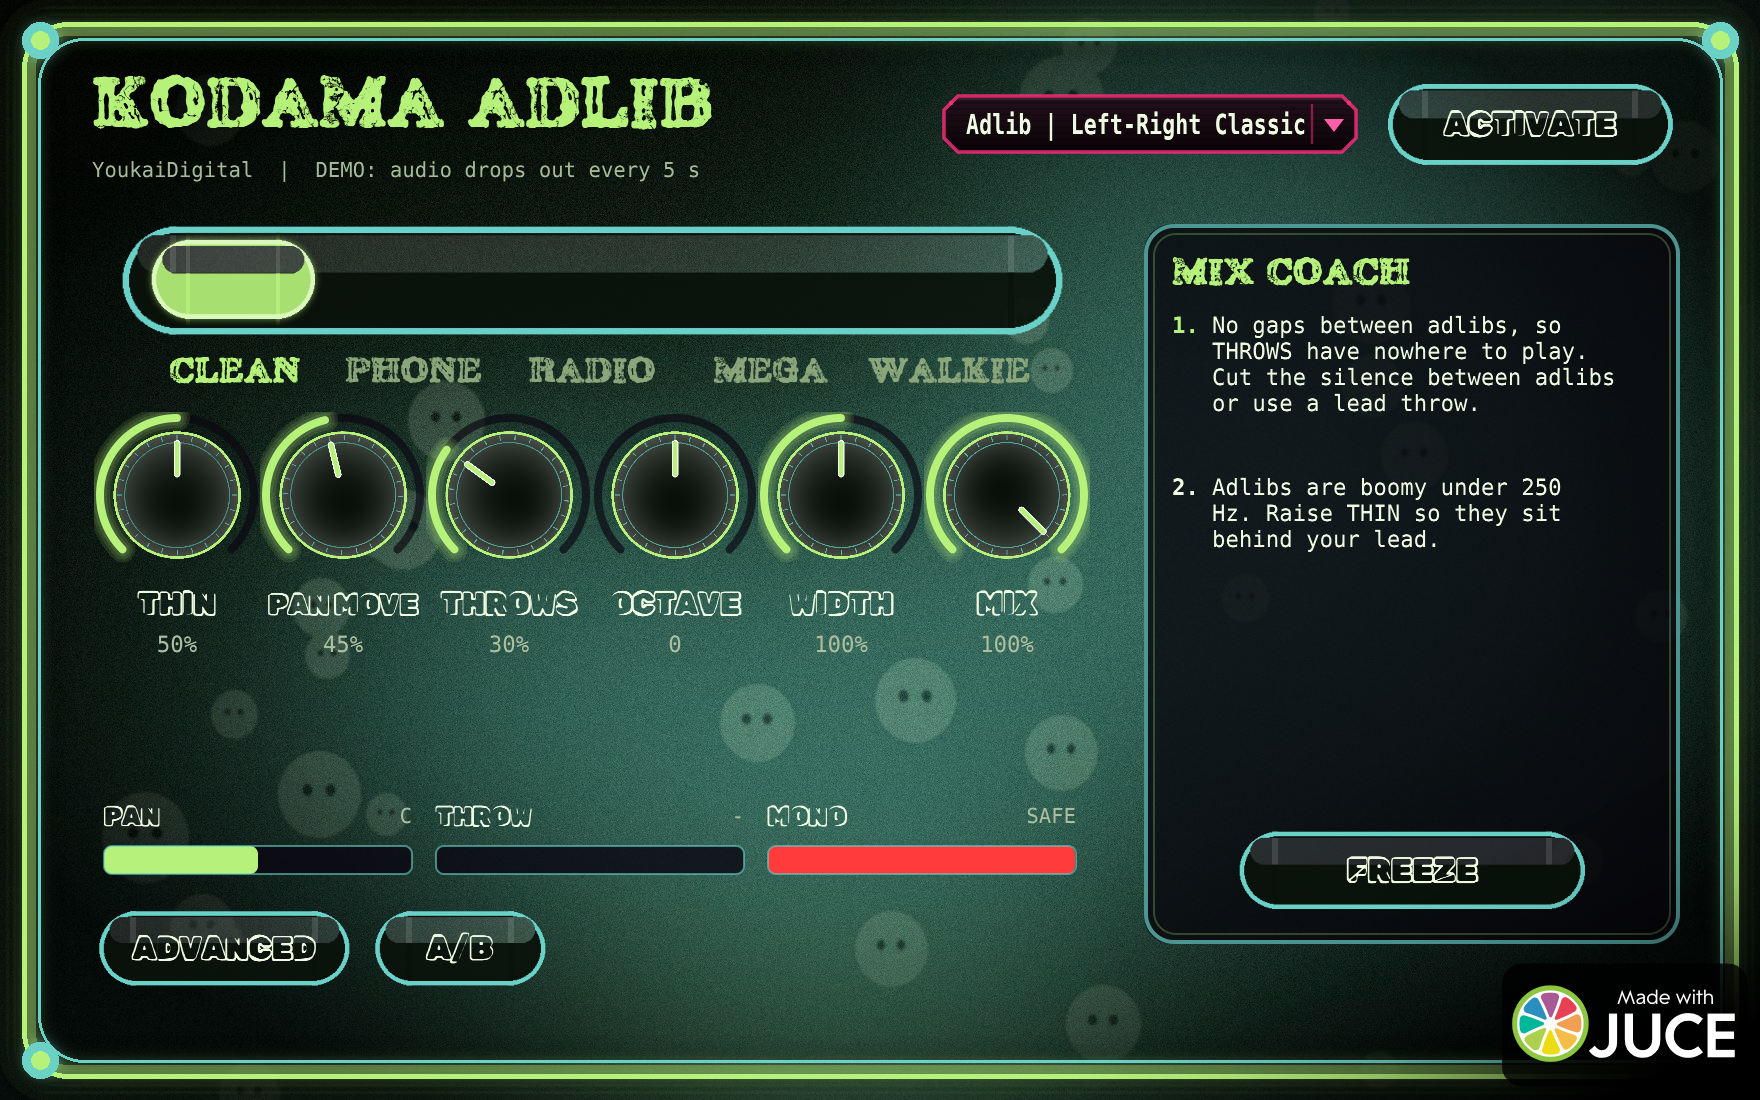 KODAMA ADLIB
YoukaiDigital | DEMO: audio drops out every 5 s
Adlib | Left-Right Classic
ACTIVATE
CLEAN PHONE RADIO MEGA WALKIE
THIN PAN MOVE THROWS OCTAVE WIDTH MIX
50% 45% 30% 0 100% 100%
PAN C THROW - MONO SAFE
ADVANCED A/B
MIX COACH
1. No gaps between adlibs, so
THROWS have nowhere to play.
Cut the silence between adlibs
or use a lead throw.
2. Adlibs are boomy under 250
Hz. Raise THIN so they sit
behind your lead.
FREEZE
Made with
JUCE